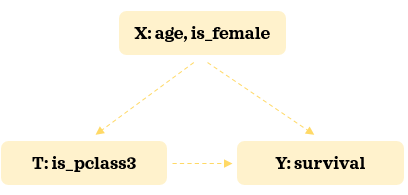 X: age, is_female
T: is_pclass3
Y: survival